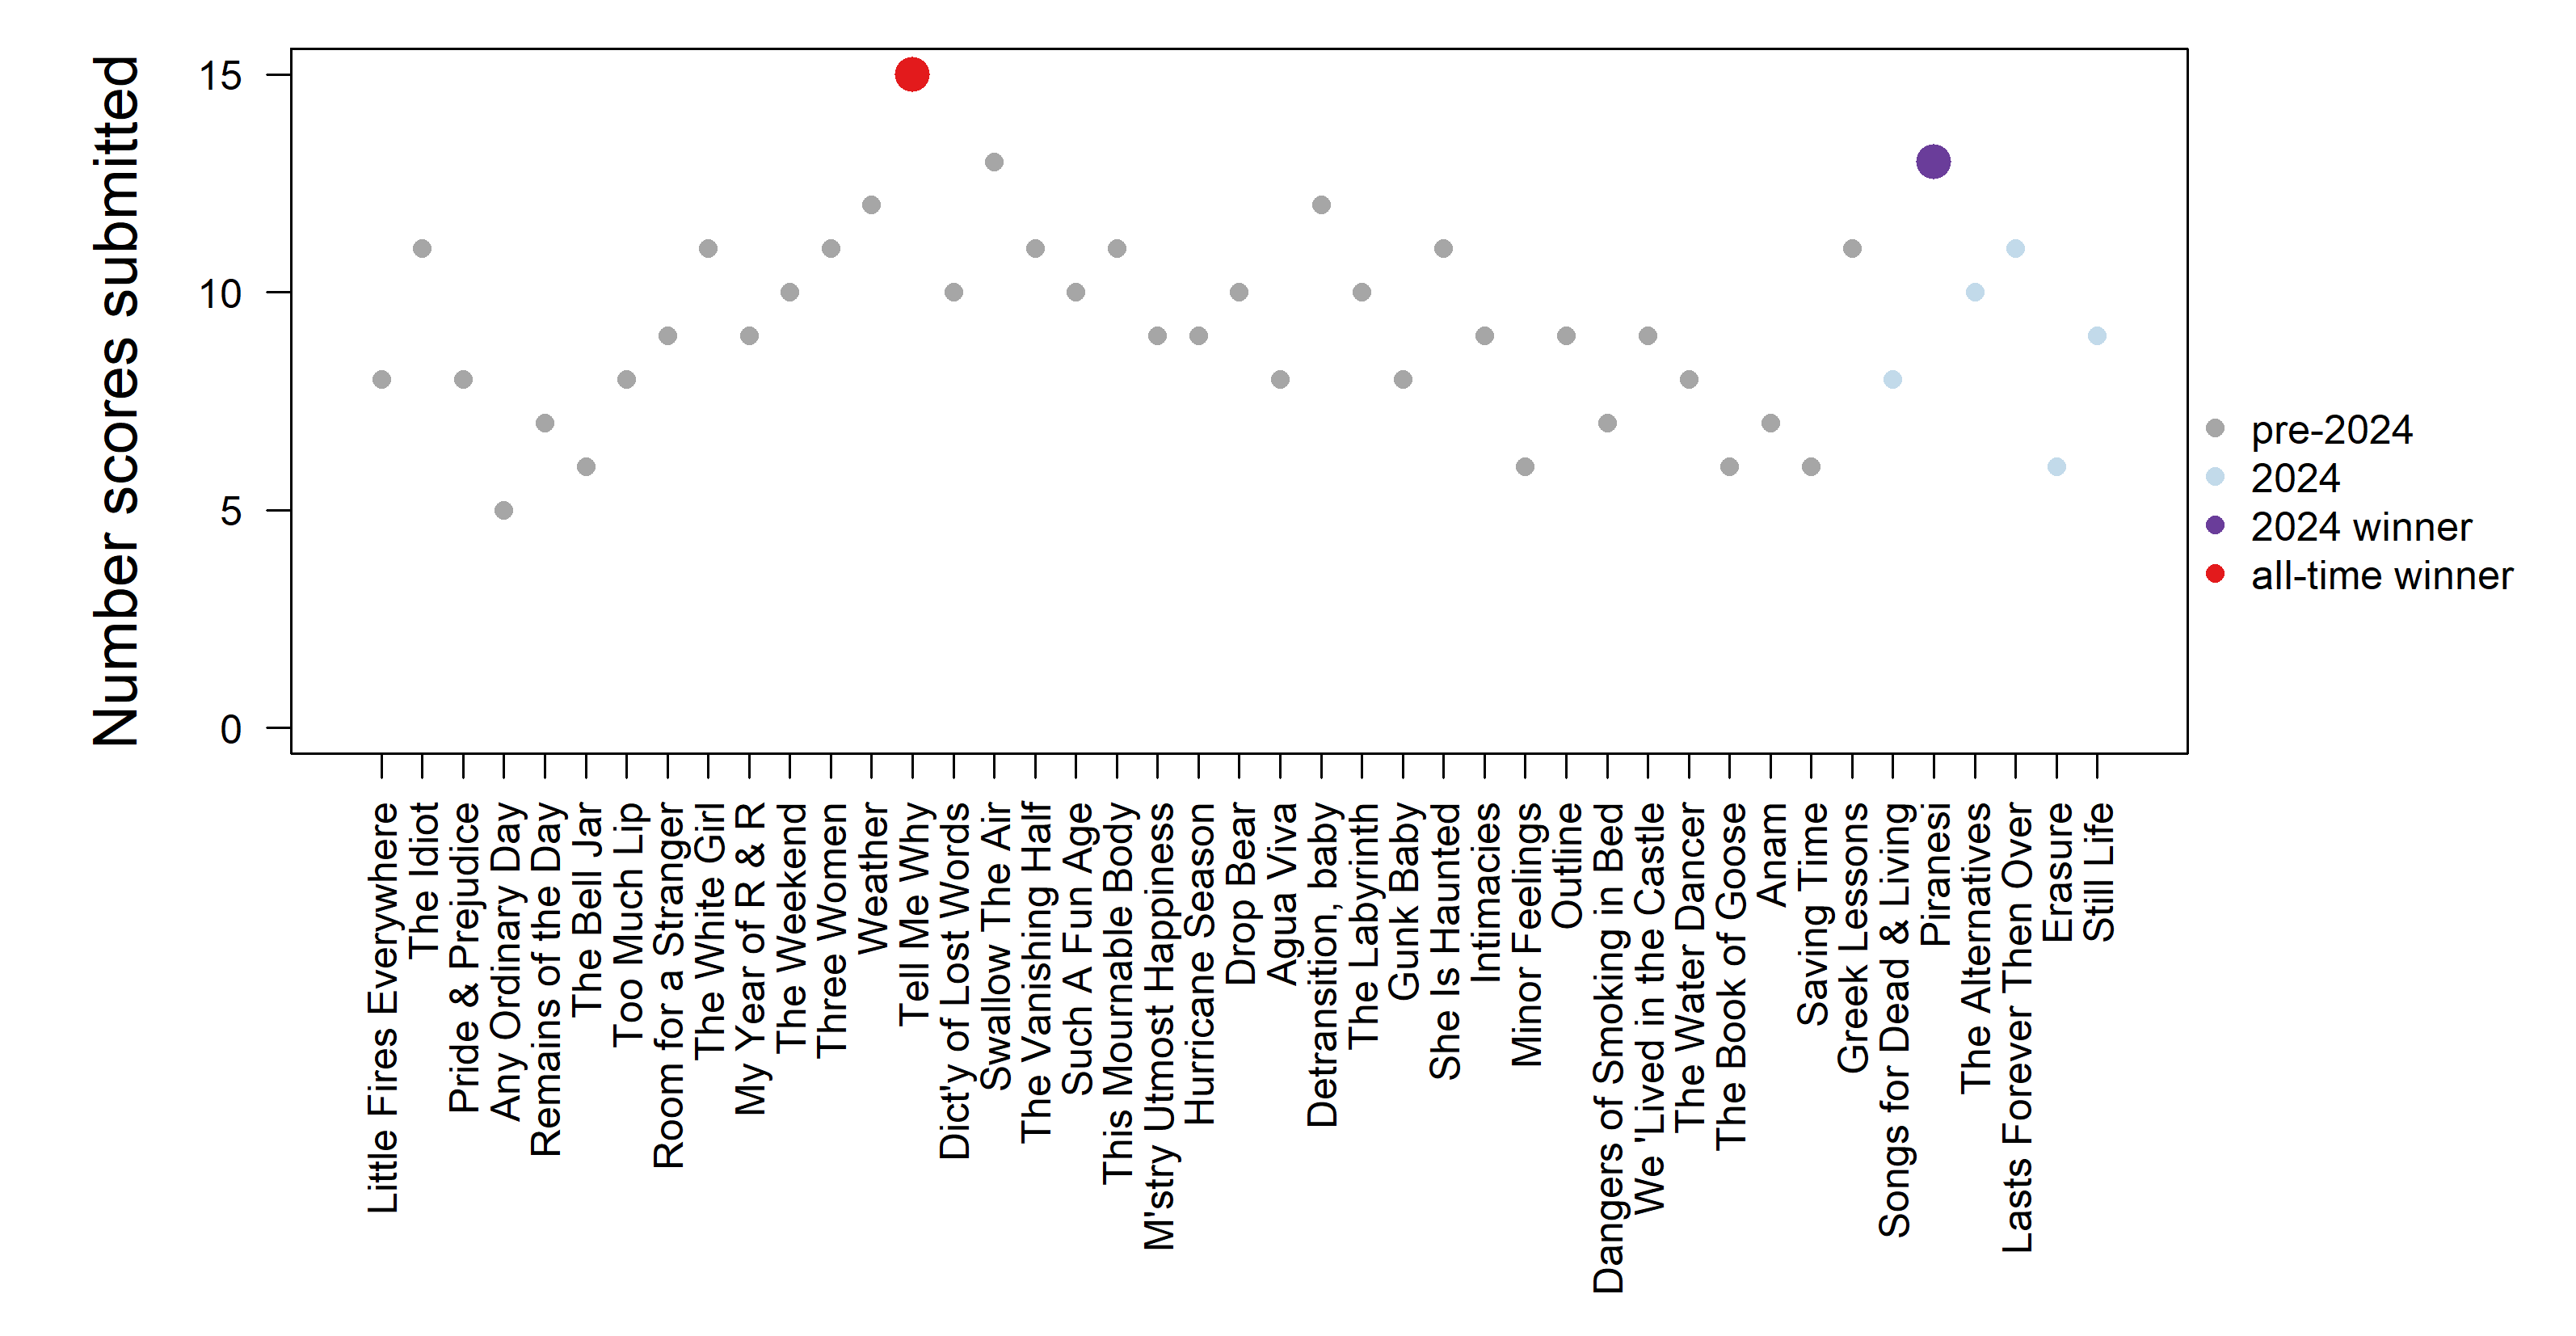 Number scores submitted
15
10
5
0
Little Fires Everywhere
The Idiot
Pride & Prejudice
Any Ordinary Day
Remains of the Day
The Bell Jar
Too Much Lip
Room for a Stranger
The White Girl
My Year of R & R
The Weekend
Three Women
Weather
Tell Me Why
Dict'y of Lost Words
Swallow The Air
The Vanishing Half
Such A Fun Age
This Mournable Body
M'stry Utmost Happiness
Hurricane Season
Drop Bear
Agua Viva
Detransition, baby
The Labyrinth
Gunk Baby
She Is Haunted
Intimacies
Minor Feelings
Outline
Dangers of Smoking in Bed
We 'Lived in the Castle
The Water Dancer
The Book of Goose
Anam
Saving Time
Greek Lessons
Songs for Dead & Living
Piranesi
The Alternatives
Lasts Forever Then Over
Erasure
Still Life
pre-2024
2024
2024 winner
all-time winner